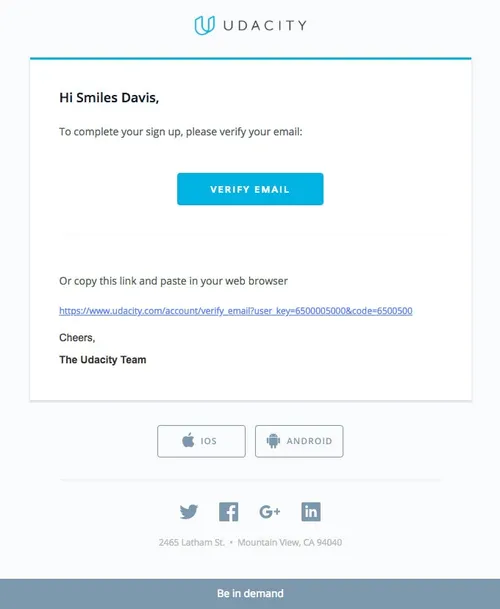 UDACITY
Hi Smiles Davis,
To complete your sign up, please verify your email:
VERIFY EMAIL
Or copy this link and paste in your web browser
https://www.udacity.com/account/verify_email?user_key=6500005000&code=6500500
Cheers,
The Udacity Team
IOS
ANDROID
2465 Latham St. • Mountain View, CA 94040
Be in demand